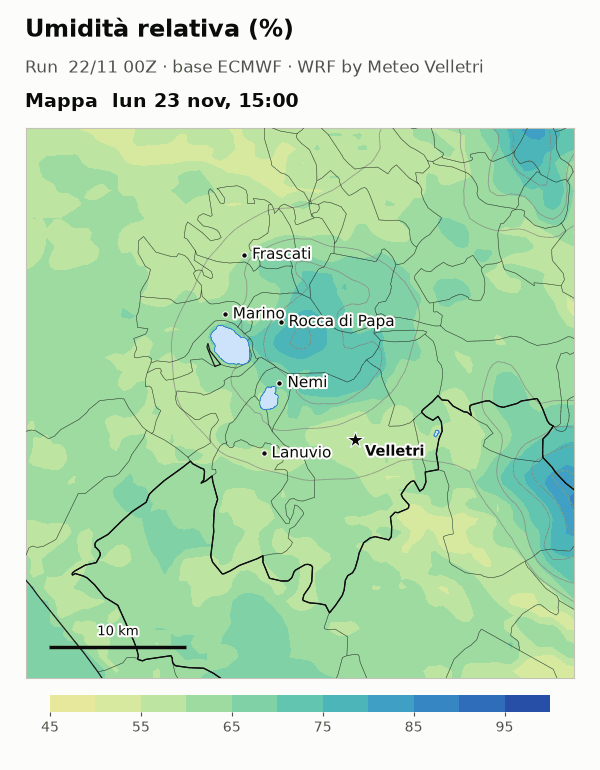 Umidità relativa (%)
Run  22/11 00Z · base ECMWF · WRF by Meteo Velletri
Mappa  lun 23 nov, 15:00
Frascati
Marino
Rocca di Papa
Nemi
Velletri
Lanuvio
10 km
45 55 65 75 85 95